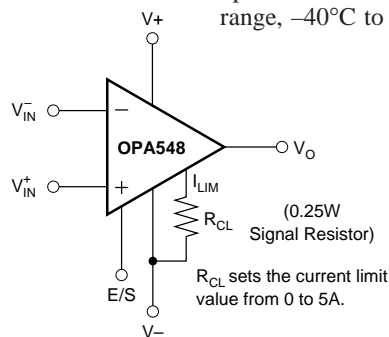 range, –40°C to
V+
V–IN
OPA548
VO
V+IN
ILIM
RCL
(0.25W
Signal Resistor)
E/S
RCL sets the current limit
value from 0 to 5A.
V–